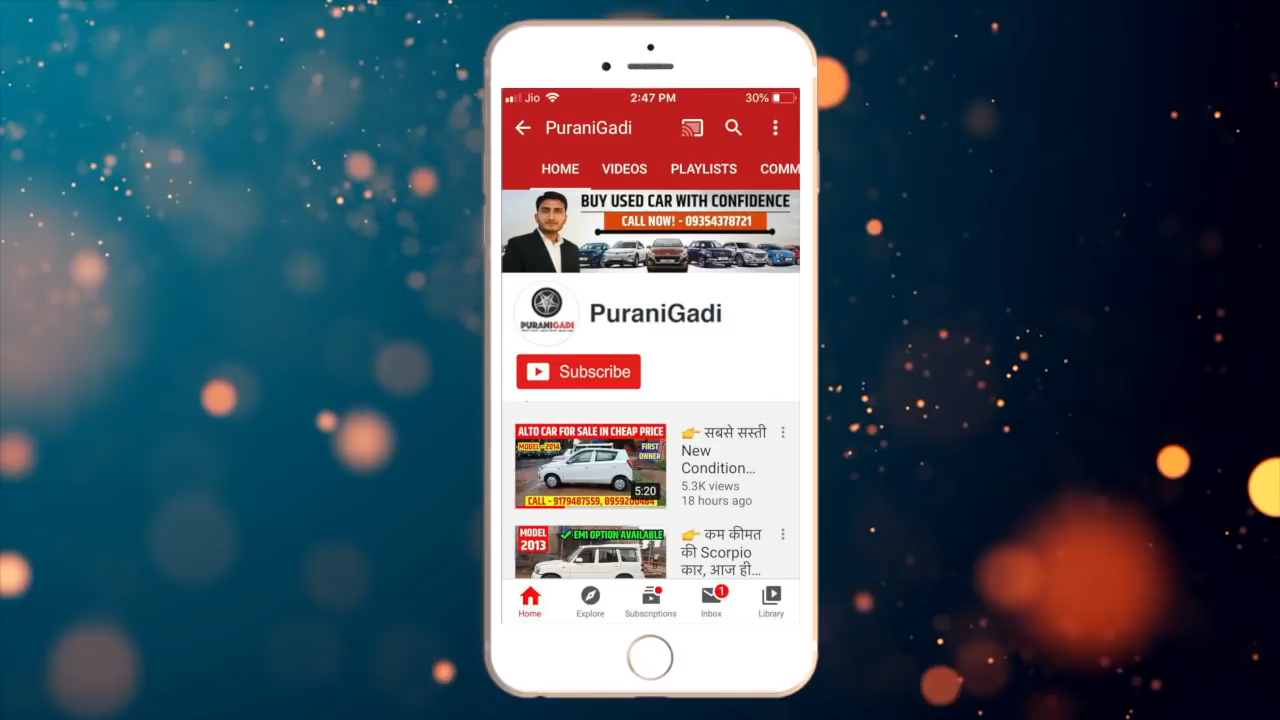 Jio
2:47 PM
30%
PuraniGadi
HOME VIDEOS PLAYLISTS COMM
BUY USED CAR WITH CONFIDENCE
CALL NOW! - 09354378721
PURANIGADI
PuraniGadi
Subscribe
ALTO CAR FOR SALE IN CHEAP PRICE
MODEL-2014
FIRST
OWNER
5:20
CALL - 9179487559, 8959200484
👉 सबसे सस्ती
New
Condition...
5.3K views
18 hours ago
MODEL
2013
✓ EMI OPTION AVAILABLE
👉 कम कीमत
की Scorpio
कार, आज ही...
Home Explore Subscriptions Inbox Library
1